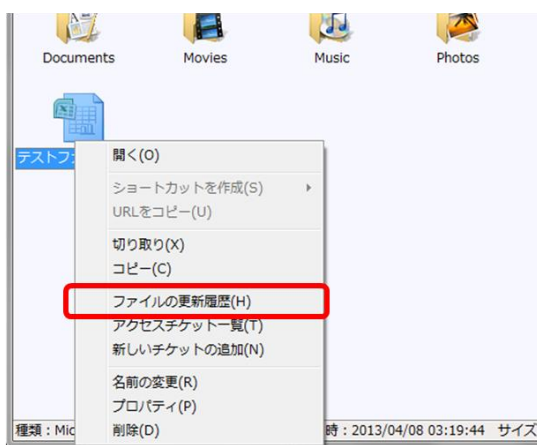 Documents Movies Music Photos
テストフ
開く(O)
ショートカットを作成(S)
URLをコピー(U)
切り取り(X)
コピー(C)
ファイルの更新履歴(H)
アクセスチケット一覧(T)
新しいチケットの追加(N)
名前の変更(R)
プロパティ(P)
削除(D)
種類：Mic 時：2013/04/08 03:19:44 サイズ